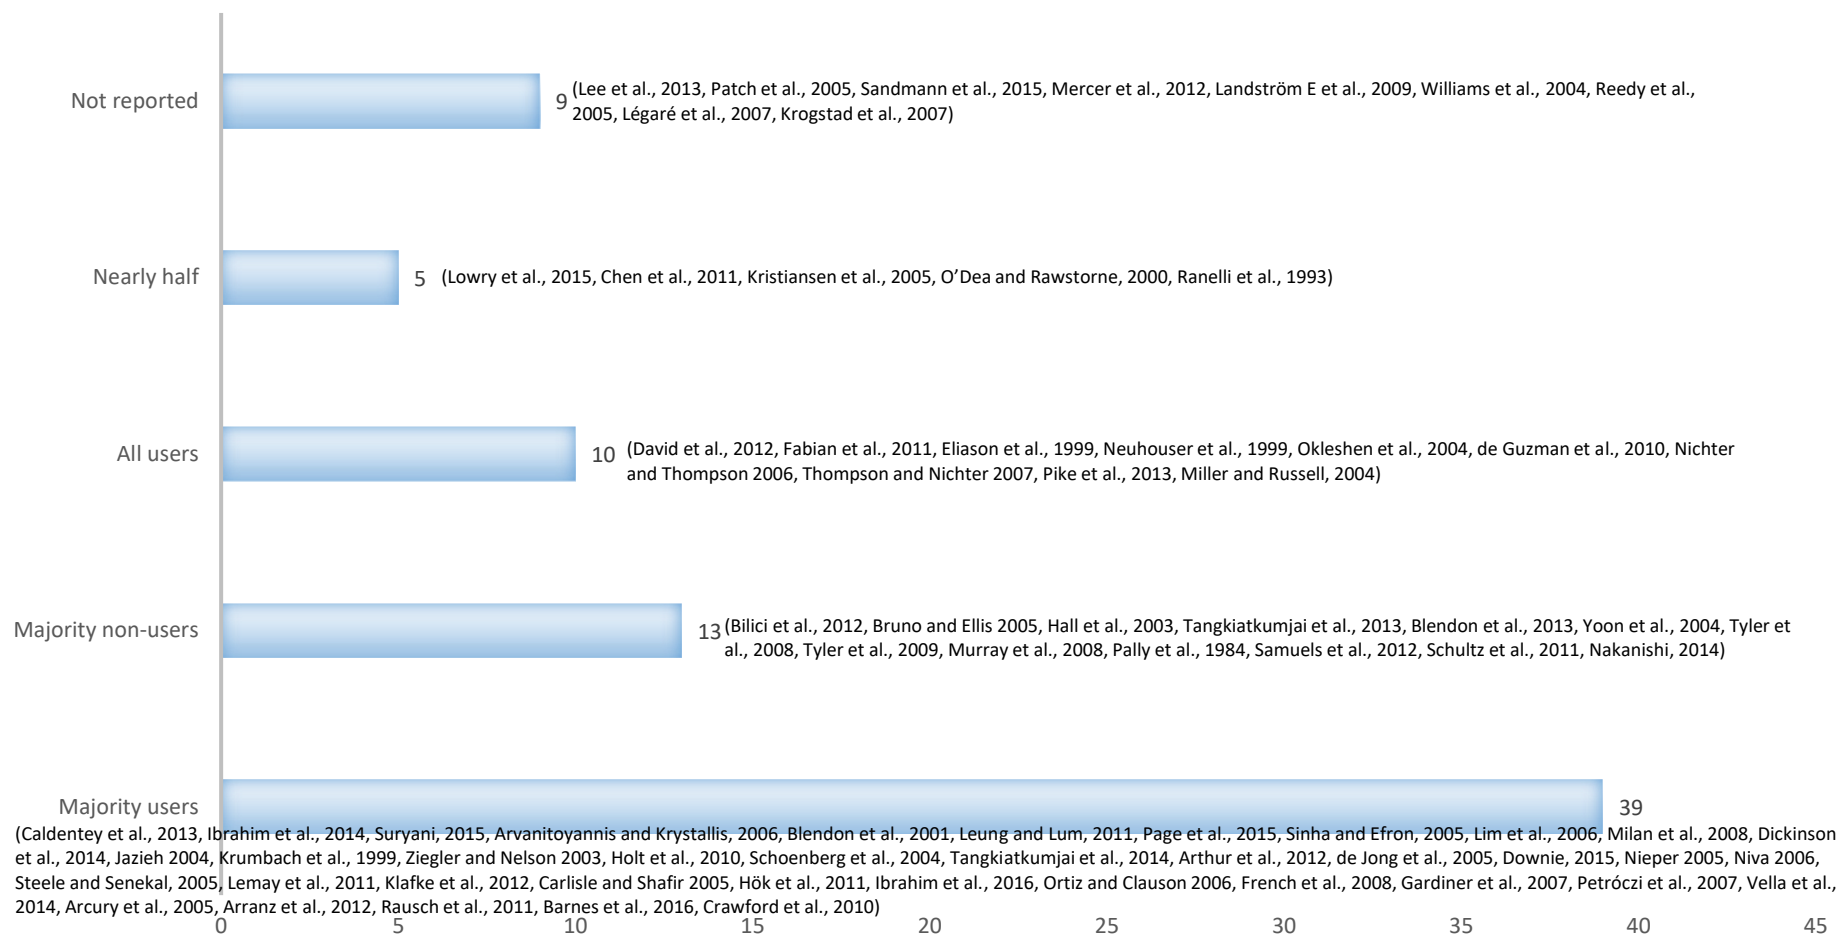 Not reported
9 (Lee et al., 2013, Patch et al., 2005, Sandmann et al., 2015, Mercer et al., 2012, Landström E et al., 2009, Williams et al., 2004, Reedy et al.,
2005, Légaré et al., 2007, Krogstad et al., 2007)
Nearly half
5 (Lowry et al., 2015, Chen et al., 2011, Kristiansen et al., 2005, O’Dea and Rawstorne, 2000, Ranelli et al., 1993)
All users
10 (David et al., 2012, Fabian et al., 2011, Eliason et al., 1999, Neuhouser et al., 1999, Okleshen et al., 2004, de Guzman et al., 2010, Nichter
and Thompson 2006, Thompson and Nichter 2007, Pike et al., 2013, Miller and Russell, 2004)
Majority non-users
13 (Bilici et al., 2012, Bruno and Ellis 2005, Hall et al., 2003, Tangkiatkumjai et al., 2013, Blendon et al., 2013, Yoon et al., 2004, Tyler et
al., 2008, Tyler et al., 2009, Murray et al., 2008, Pally et al., 1984, Samuels et al., 2012, Schultz et al., 2011, Nakanishi, 2014)
Majority users
39
(Caldentey et al., 2013, Ibrahim et al., 2014, Suryani, 2015, Arvanitoyannis and Krystallis, 2006, Blendon et al., 2001, Leung and Lum, 2011, Page et al., 2015, Sinha and Efron, 2005, Lim et al., 2006, Milan et al., 2008, Dickinson
et al., 2014, Jazieh 2004, Krumbach et al., 1999, Ziegler and Nelson 2003, Holt et al., 2010, Schoenberg et al., 2004, Tangkiatkumjai et al., 2014, Arthur et al., 2012, de Jong et al., 2005, Downie, 2015, Nieper 2005, Niva 2006,
Steele and Senekal, 2005, Lemay et al., 2011, Klafke et al., 2012, Carlisle and Shafir 2005, Hök et al., 2011, Ibrahim et al., 2016, Ortiz and Clauson 2006, French et al., 2008, Gardiner et al., 2007, Petróczi et al., 2007, Vella et al.,
2014, Arcury et al., 2005, Arranz et al., 2012, Rausch et al., 2011, Barnes et al., 2016, Crawford et al., 2010)
0 5 10 15 20 25 30 35 40 45